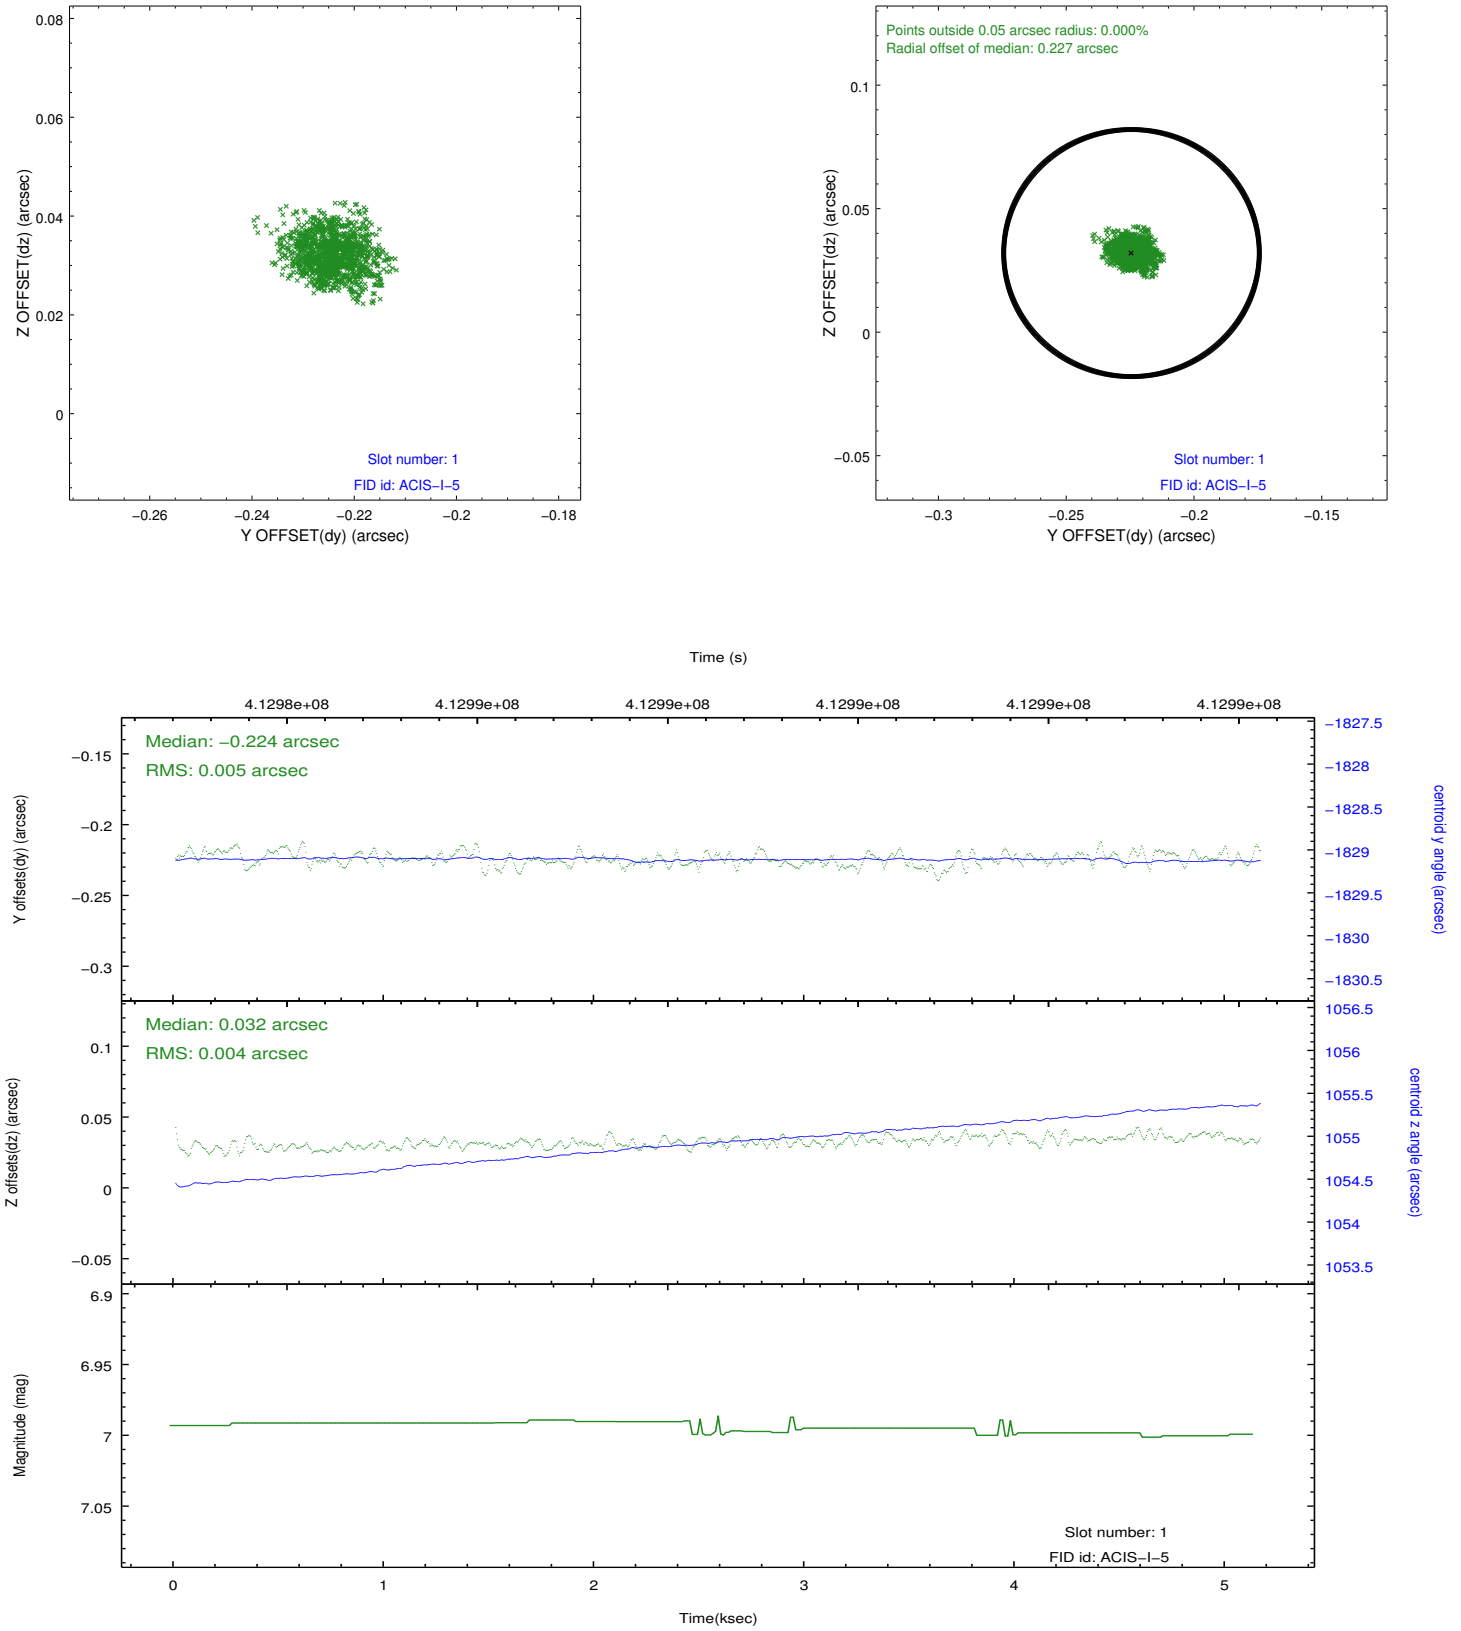 0.08
0.06
0.04
0.02
0
Z OFFSET(dz) (arcsec)
Slot number: 1
FID id: ACIS−I−5
−0.26 −0.24 −0.22 −0.2 −0.18
Y OFFSET(dy) (arcsec)
Points outside 0.05 arcsec radius: 0.000%
Radial offset of median: 0.227 arcsec
0.1
0.05
0
−0.05
Z OFFSET(dz) (arcsec)
Slot number: 1
FID id: ACIS−I−5
−0.3 −0.25 −0.2 −0.15
Y OFFSET(dy) (arcsec)
Time (s)
4.1298e+08 4.1299e+08 4.1299e+08 4.1299e+08 4.1299e+08 4.1299e+08
Median: −0.224 arcsec
RMS: 0.005 arcsec
−0.15
−0.2
−0.25
−0.3
Y offsets(dy) (arcsec)
−1827.5
−1828
−1828.5
−1829
−1829.5
−1830
−1830.5
centroid y angle (arcsec)
Median: 0.032 arcsec
RMS: 0.004 arcsec
0.1
0.05
0
−0.05
Z offsets(dz) (arcsec)
1056.5
1056
1055.5
1055
1054.5
1054
1053.5
centroid z angle (arcsec)
6.9
6.95
7
7.05
Magnitude (mag)
Slot number: 1
FID id: ACIS−I−5
0 1 2 3 4 5
Time(ksec)